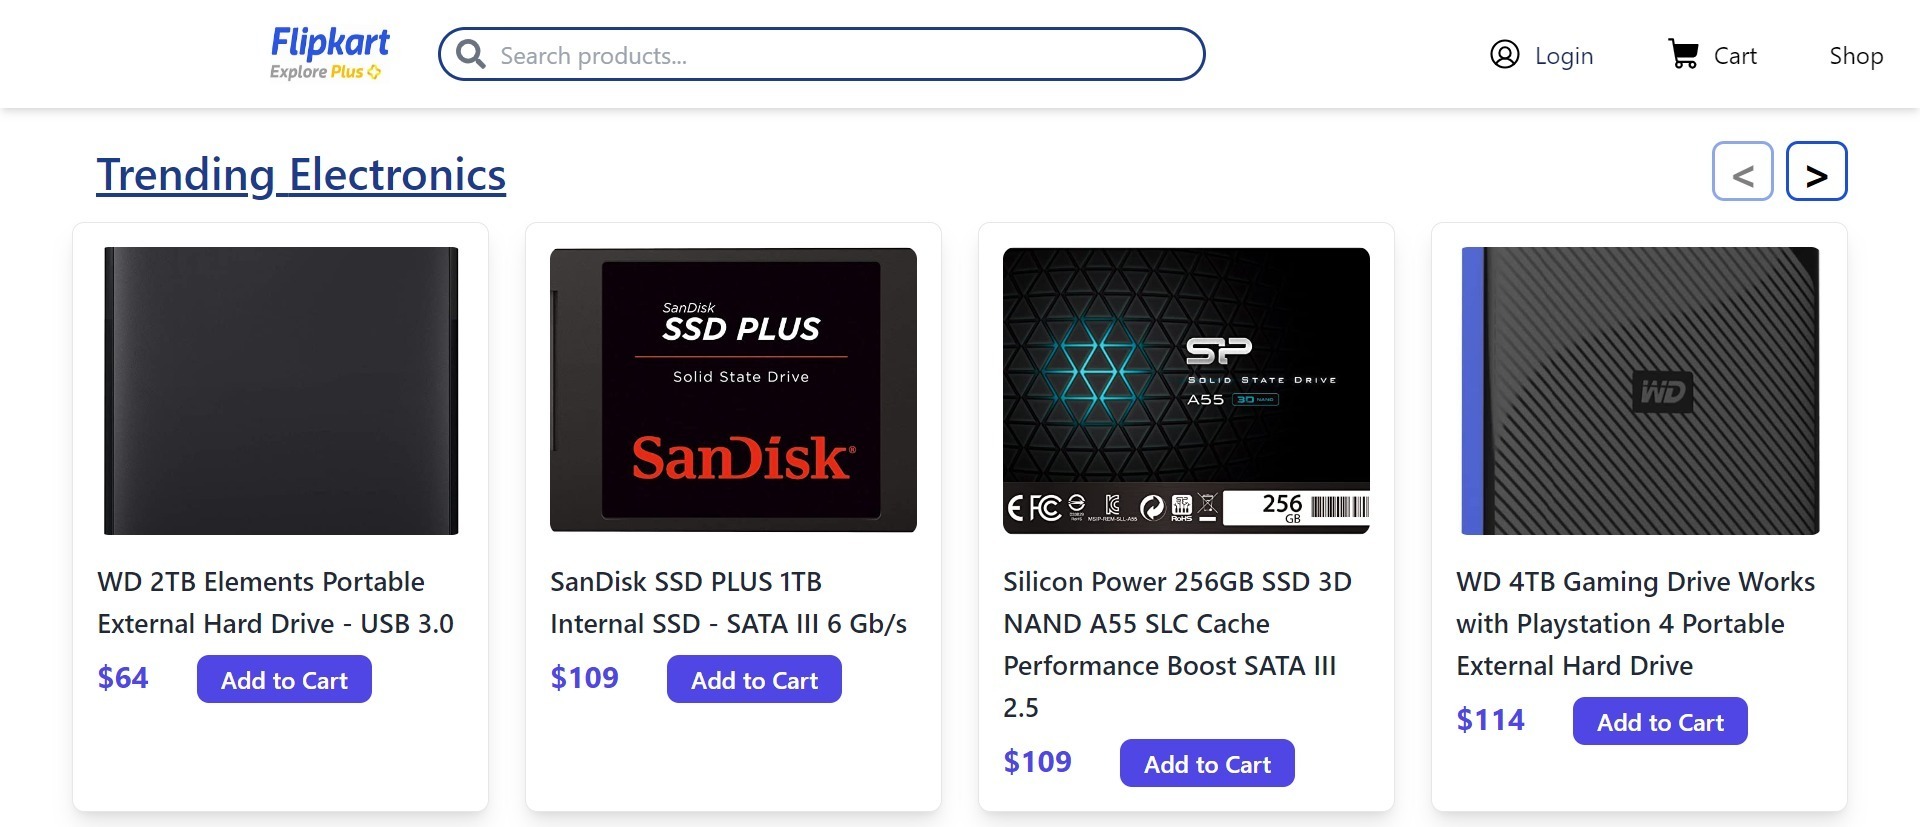 Flipkart
Explore Plus
Search products...
Login
Cart
Shop
Trending Electronics
<
>
SanDisk
SSD PLUS
Solid State Drive
SanDisk®
SP
SOLID STATE DRIVE
A55 3D NAND
CE FC
RoHS
256
GB
WD
WD 2TB Elements Portable
External Hard Drive - USB 3.0
$64
Add to Cart
SanDisk SSD PLUS 1TB
Internal SSD - SATA III 6 Gb/s
$109
Add to Cart
Silicon Power 256GB SSD 3D
NAND A55 SLC Cache
Performance Boost SATA III
2.5
$109
Add to Cart
WD 4TB Gaming Drive Works
with Playstation 4 Portable
External Hard Drive
$114
Add to Cart